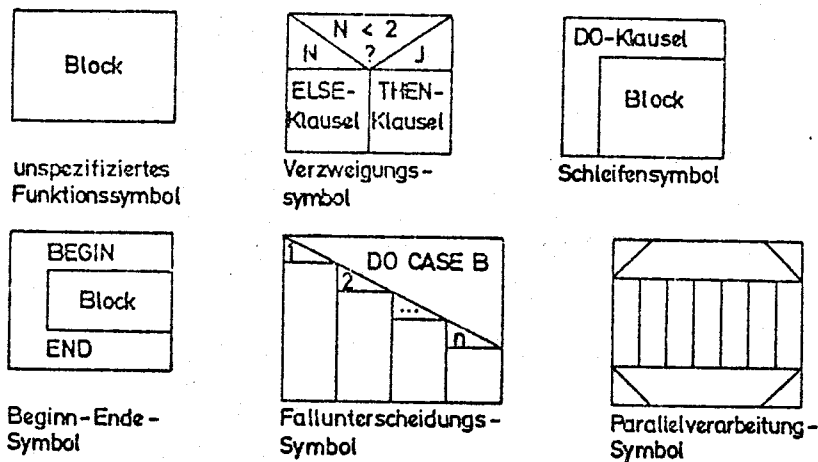 Block
unspezifiziertes
Funktionssymbol
N < 2
N ? J
ELSE-
Klausel
THEN-
Klausel
Verzweigungs-
symbol
DO-Klausel
Block
Schleifensymbol
BEGIN
Block
END
Beginn-Ende-
Symbol
DO CASE B
1
2
...
n
Fallunterscheidungs-
Symbol
Parallelverarbeitung-
Symbol